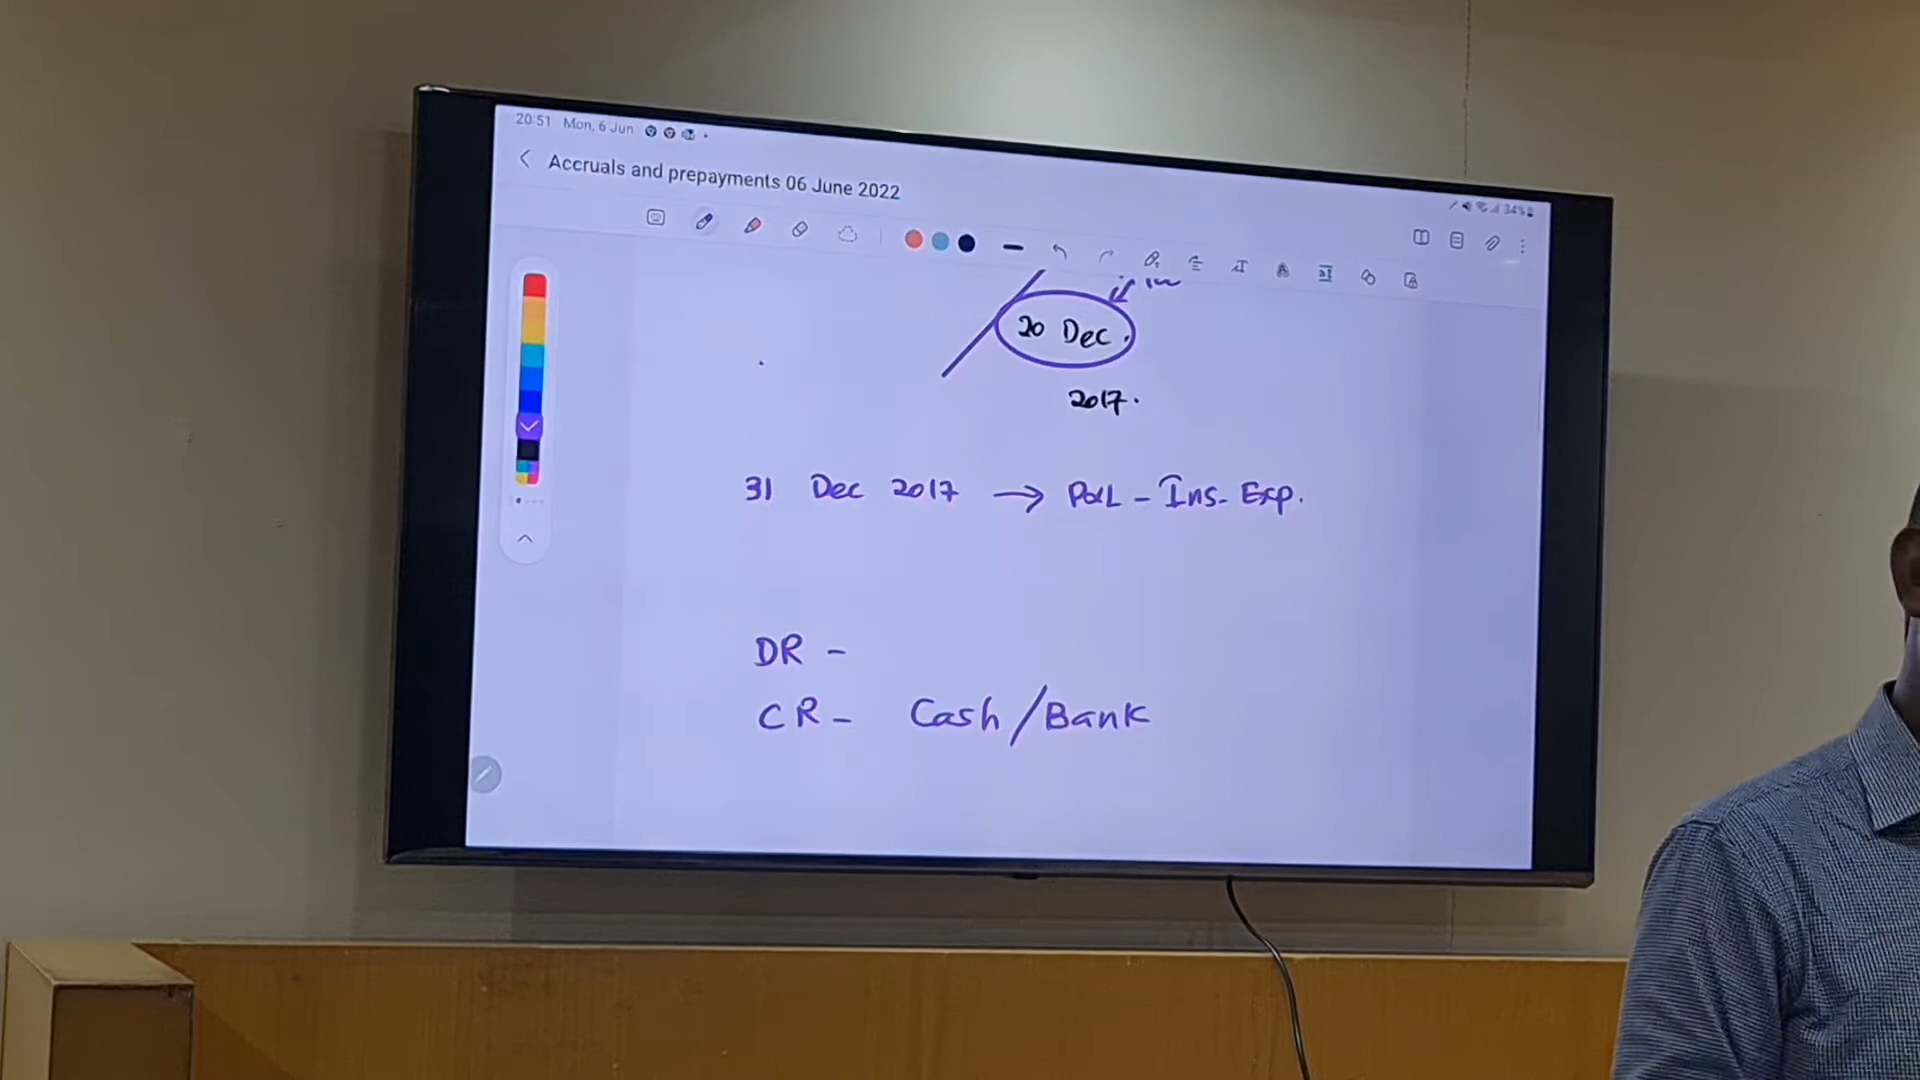 20:51 Mon, 6 Jun
34%
Accruals and prepayments 06 June 2022
20 Dec.
2017.
31 Dec 2017 → P&L - Ins. Exp.
DR -
CR - Cash/Bank